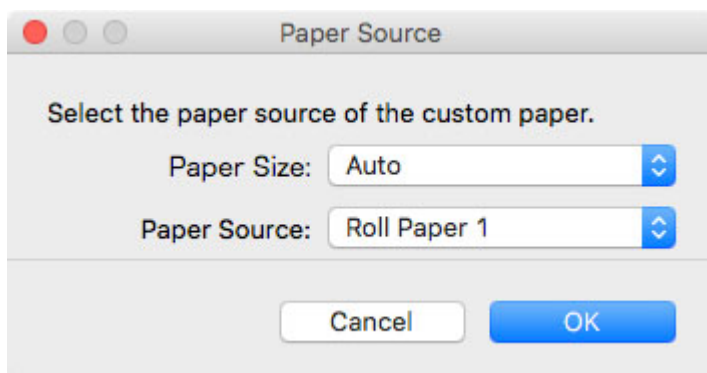 Paper Source
Select the paper source of the custom paper.
Paper Size: Auto
Paper Source: Roll Paper 1
Cancel OK